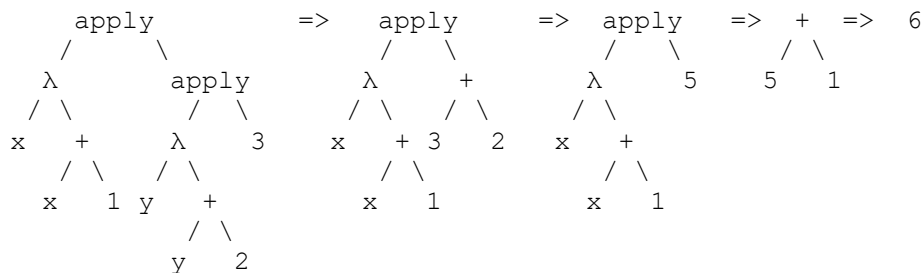 apply => apply => apply => + => 6
/ \ / \ / \ / \
λ apply λ + λ 5 5 1
/ \ / \ / \ / \ / \
x + λ 3 x + 3 2 x +
/ \ / \ / \ / \
x 1 y + x 1 x 1
/ \
y 2